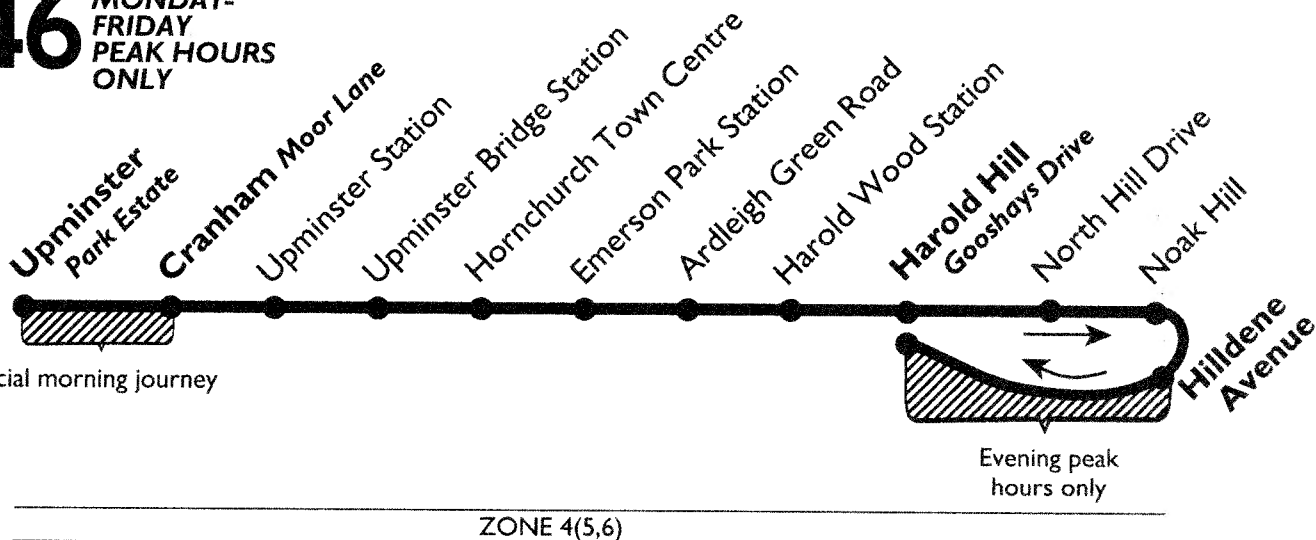 46
MONDAY-
FRIDAY
PEAK HOURS
ONLY
Upminster
Park Estate
Cranham Moor Lane
Upminster Station
Upminster Bridge Station
Hornchurch Town Centre
Emerson Park Station
Ardleigh Green Road
Harold Wood Station
Harold Hill
Gooshays Drive
North Hill Drive
Noak Hill
Hilldene
Avenue
morning journey
Evening peak
hours only
ZONE 4(5,6)